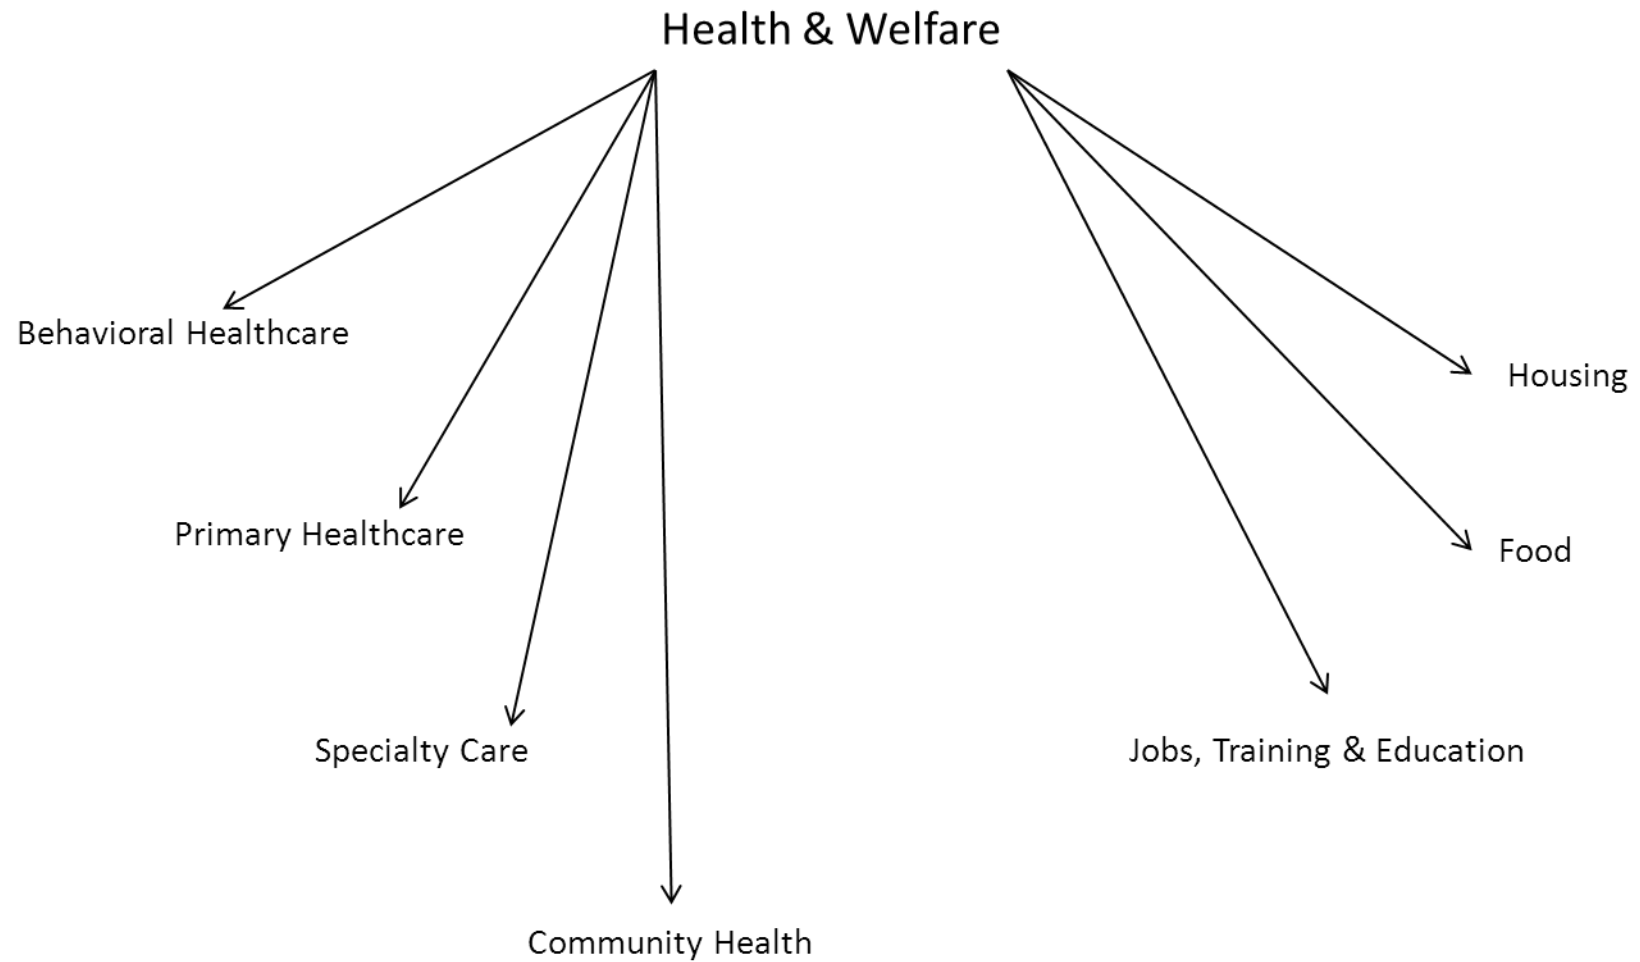 Health & Welfare
Behavioral Healthcare
Housing
Primary Healthcare
Food
Specialty Care
Jobs, Training & Education
Community Health